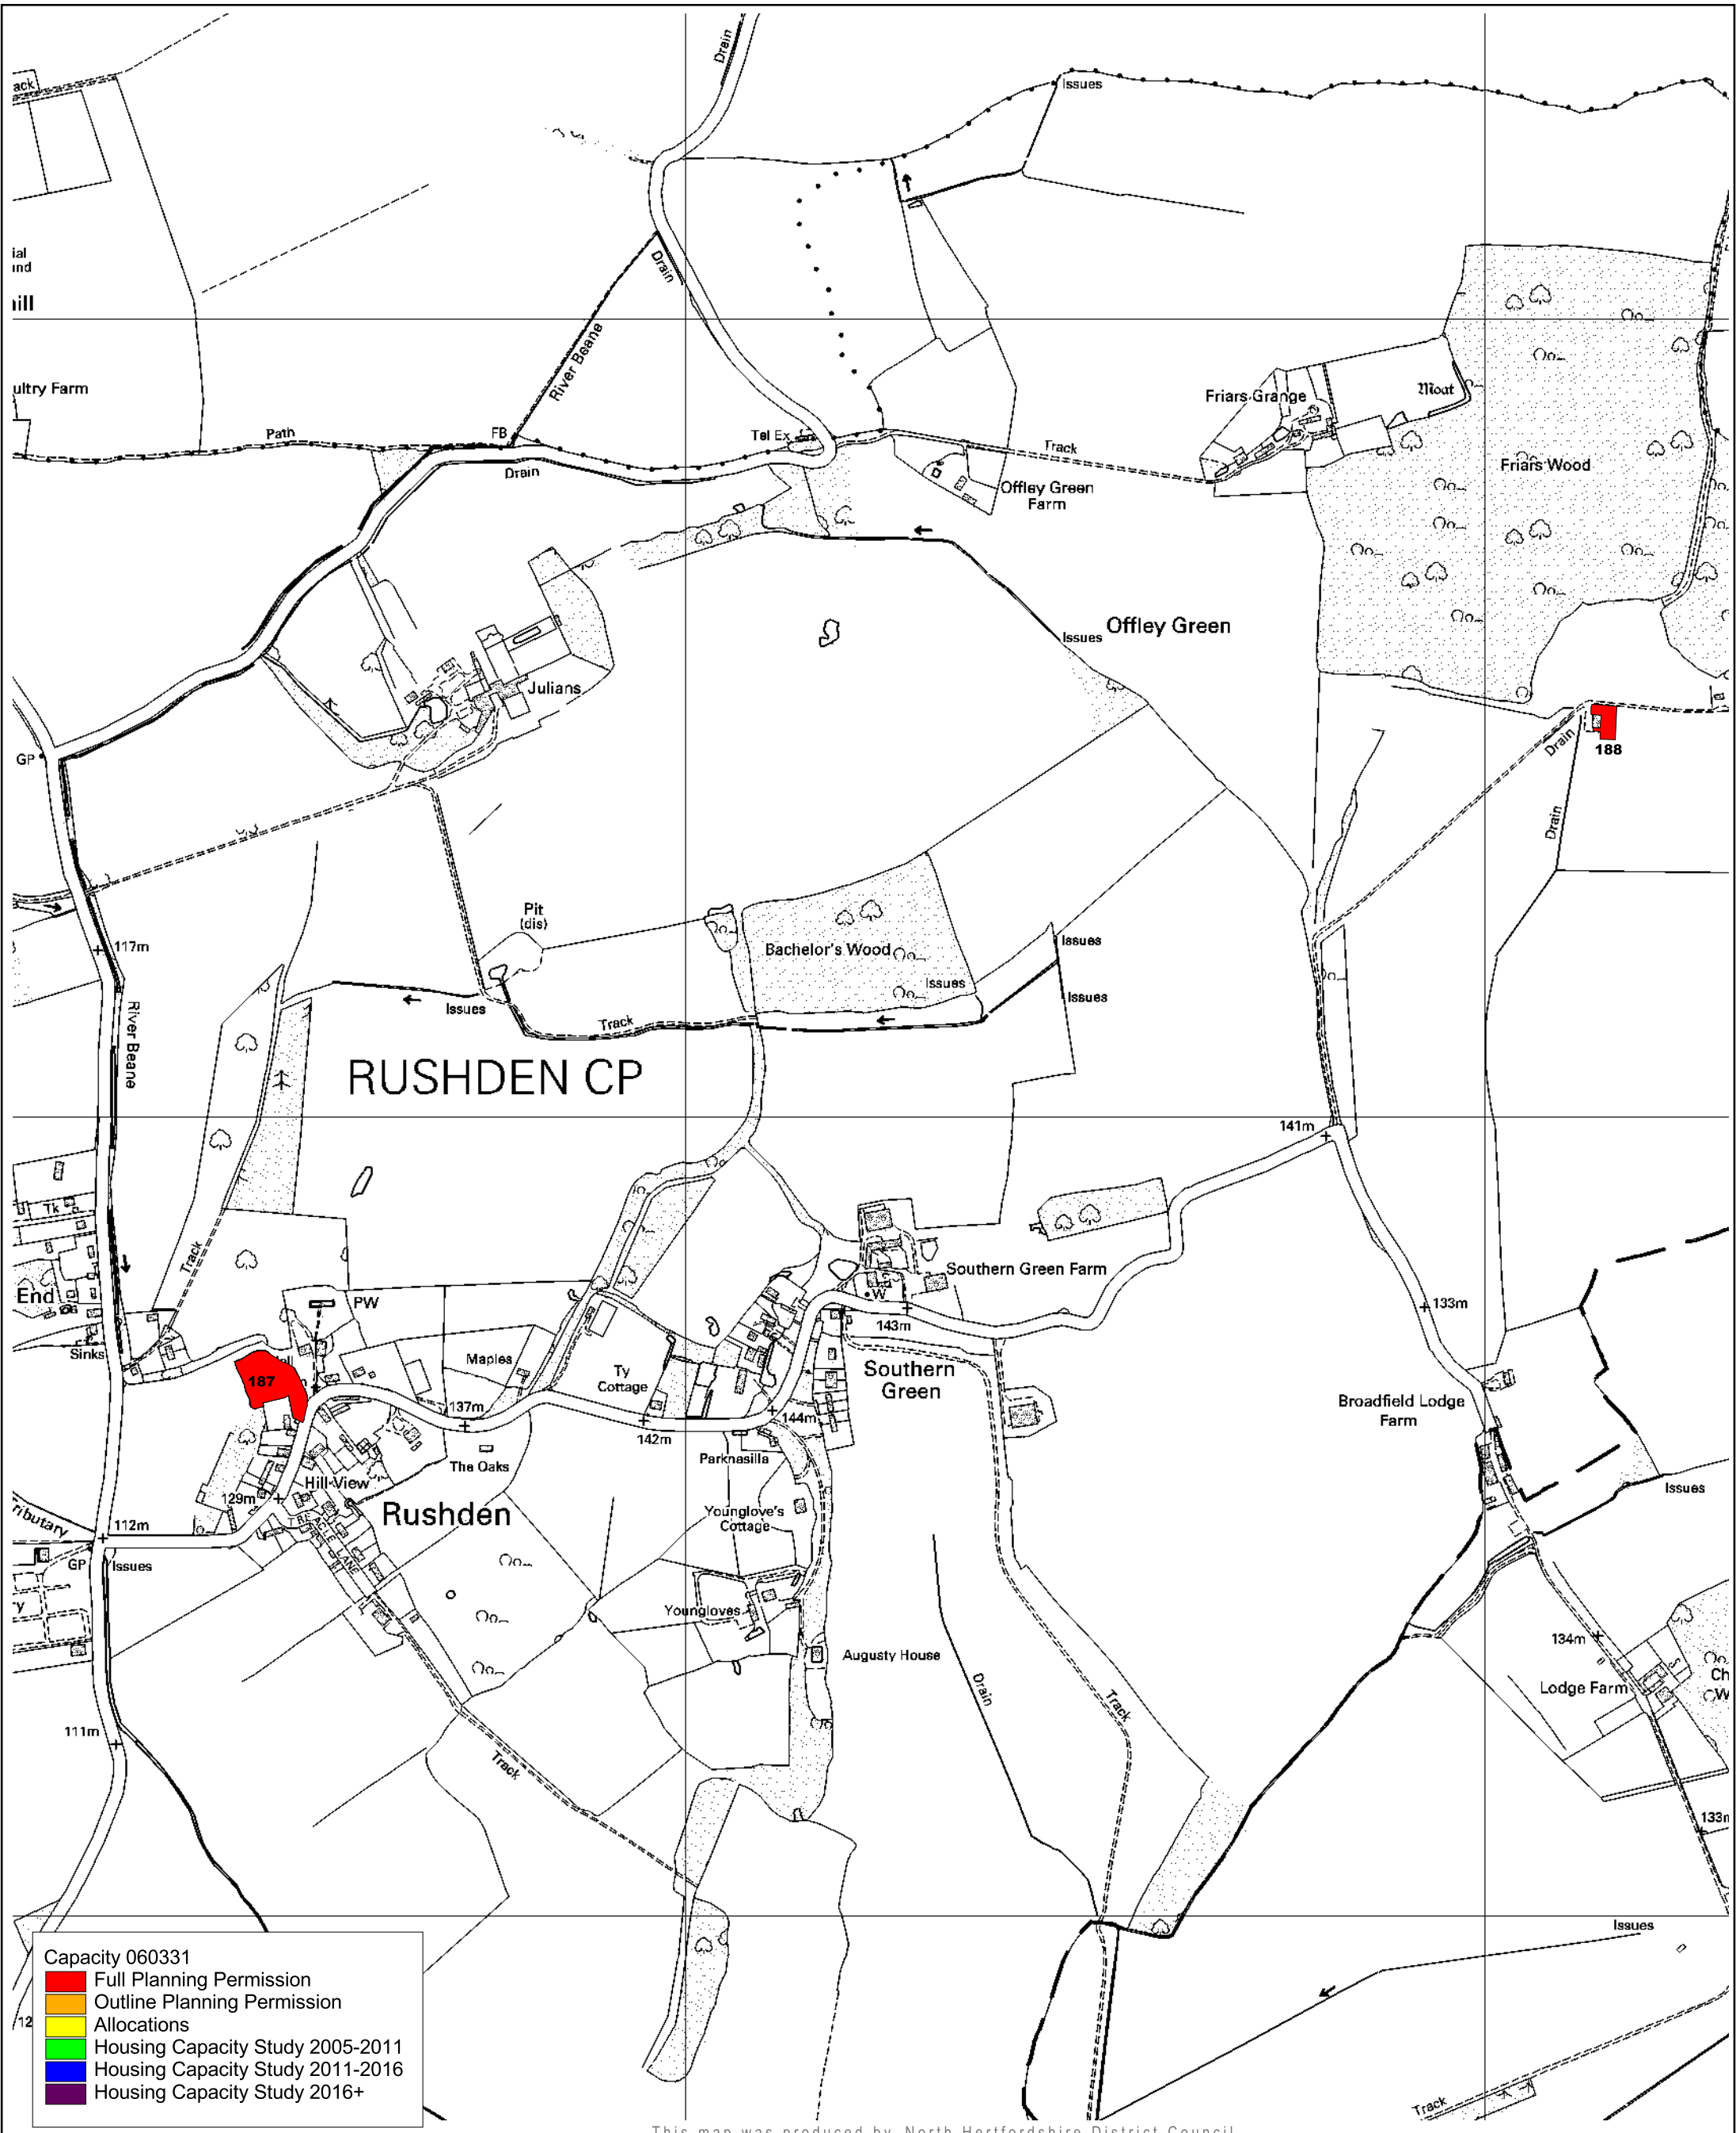 Drain
ack
Issues
ial
ind
ill
Drain
River Beane
ultry Farm
Friars Grange
Moat
Path
FB
Tel Ex
Track
Drain
Friars Wood
Offley Green
Farm
Issues
Offley Green
Julians
GP
Drain
188
Drain
Pit
(dis)
117m
Bachelor's Wood
Issues
Issues
Issues
Issues
Track
River Beane
RUSHDEN CP
141m
Tk
Track
End
Southern Green Farm
W
PW
143m
133m
Sinks
Maples
Ty
Cottage
Southern
Green
187
137m
144m
142m
Broadfield Lodge
Farm
Parknasilla
The Oaks
Hill View
129m
Rushden
Younglove's
Cottage
Issues
ributary
112m
GP
Issues
ry
Youngloves
134m
Augusty House
Drain
Track
Lodge Farm
Ch
W
111m
Track
133m
Issues
Capacity 060331
Full Planning Permission
Outline Planning Permission
Allocations
Housing Capacity Study 2005-2011
Housing Capacity Study 2011-2016
Housing Capacity Study 2016+
12
Track
This map was produced by North Hertfordshire District Council